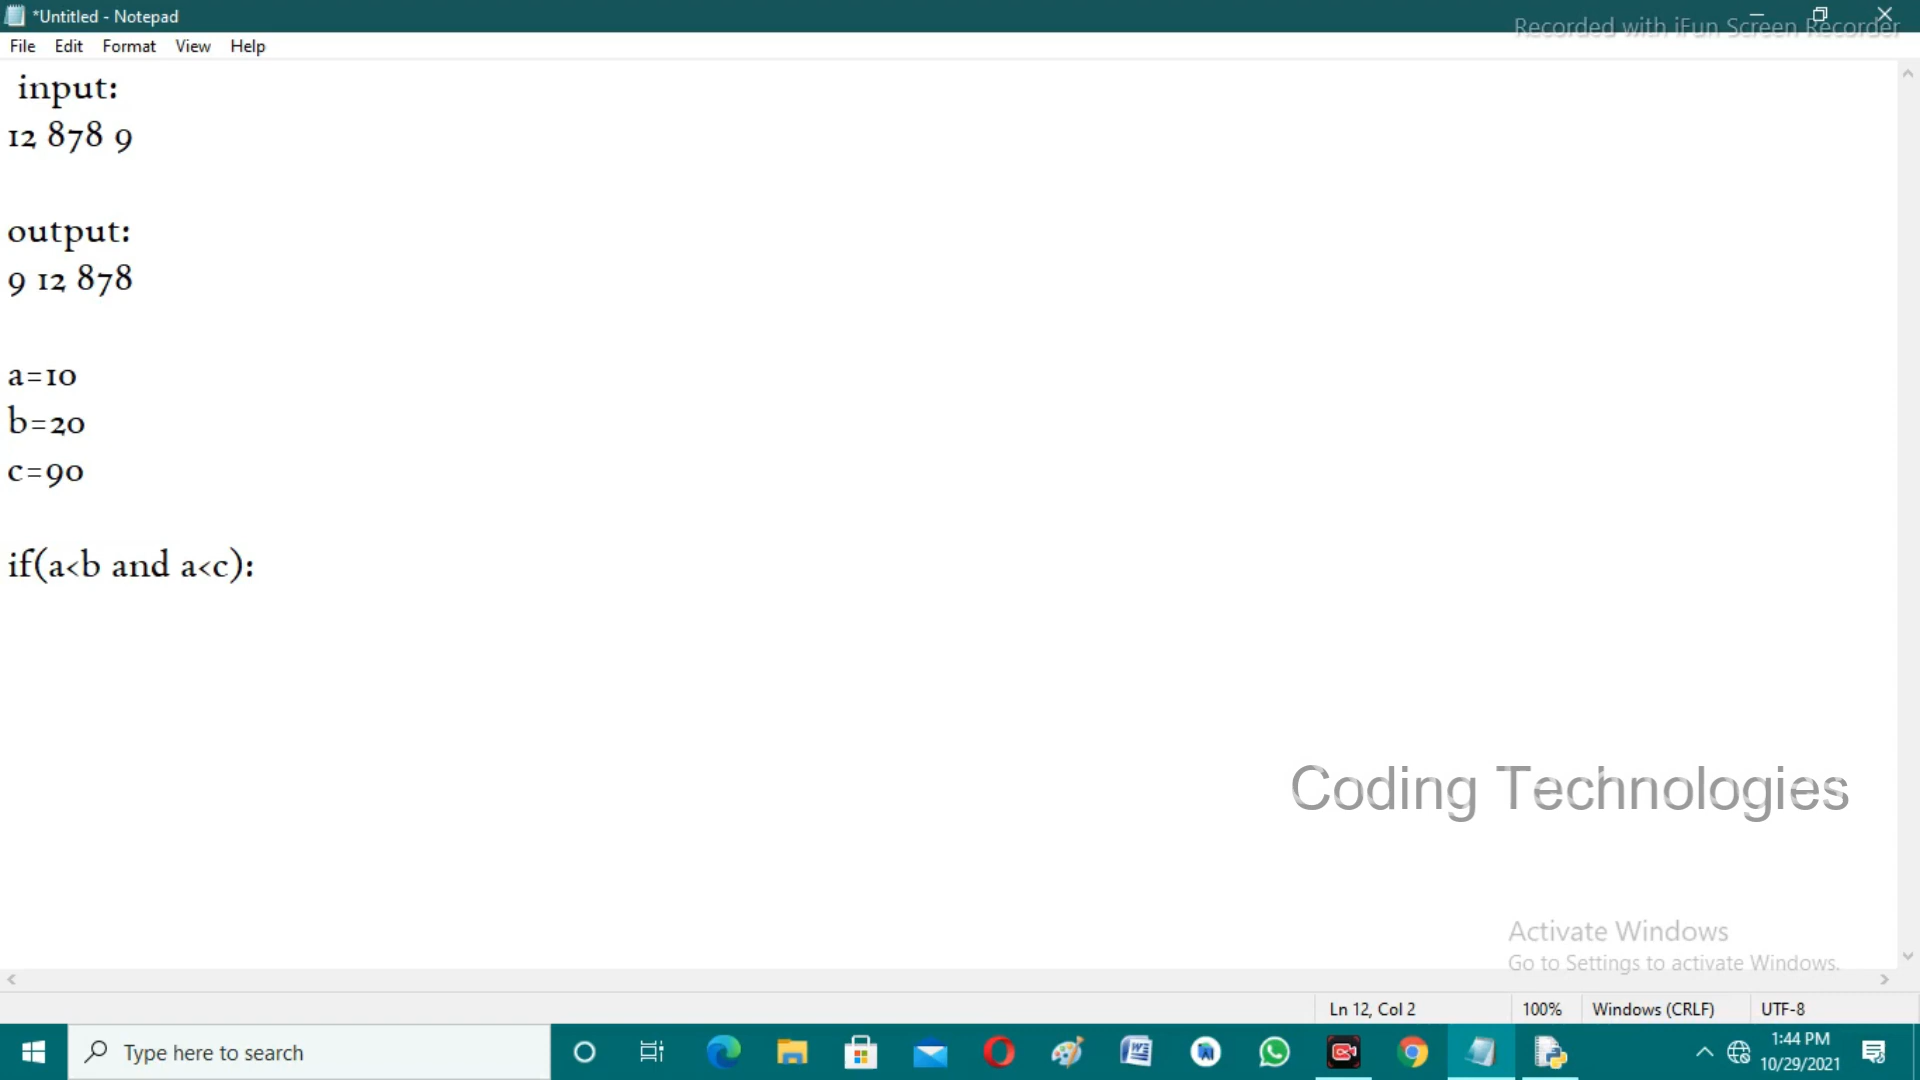 *Untitled - Notepad
Recorded with iFun Screen Recorder
File Edit Format View Help
input:
12 878 9
output:
9 12 878
a=10
b=20
c=90
if(a<b and a<c):
Coding Technologies
Activate Windows
Go to Settings to activate Windows.
Ln 12, Col 2 100% Windows (CRLF) UTF-8
Type here to search
1:44 PM
10/29/2021